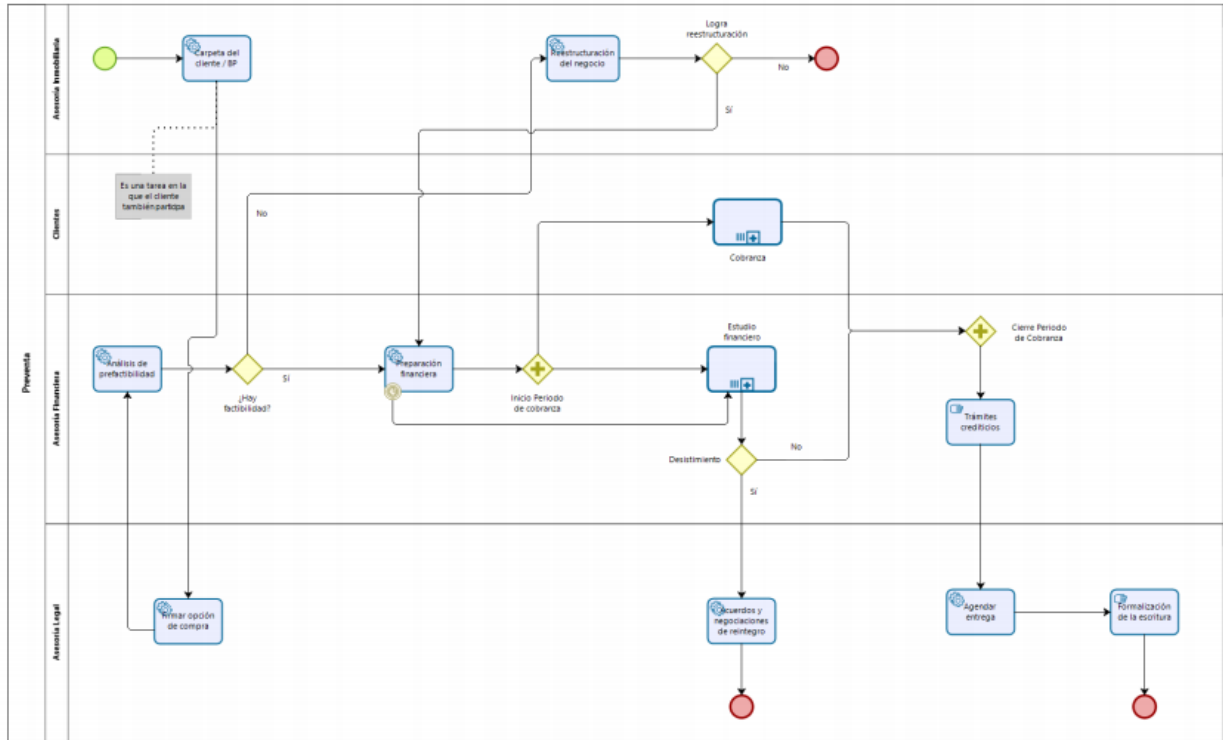 Preventa
Asesoría Inmobiliaria
Carpeta del
cliente / BP
Reestructuración
del negocio
Logra
reestructuración
No
Sí
Clientes
Es una tarea en la
que el cliente
también participa
No
Cobranza
Asesoría Financiera
Análisis de
prefactibilidad
¿Hay
factibilidad?
Sí
Preparación
financiera
Inicio Periodo
de cobranza
Estudio
financiero
Desistimiento
No
Sí
Cierre Periodo
de Cobranza
Trámites
crediticios
Asesoría Legal
Firmar opción
de compra
Acuerdos y
negociaciones
de reintegro
Agendar
entrega
Formalización
de la escritura